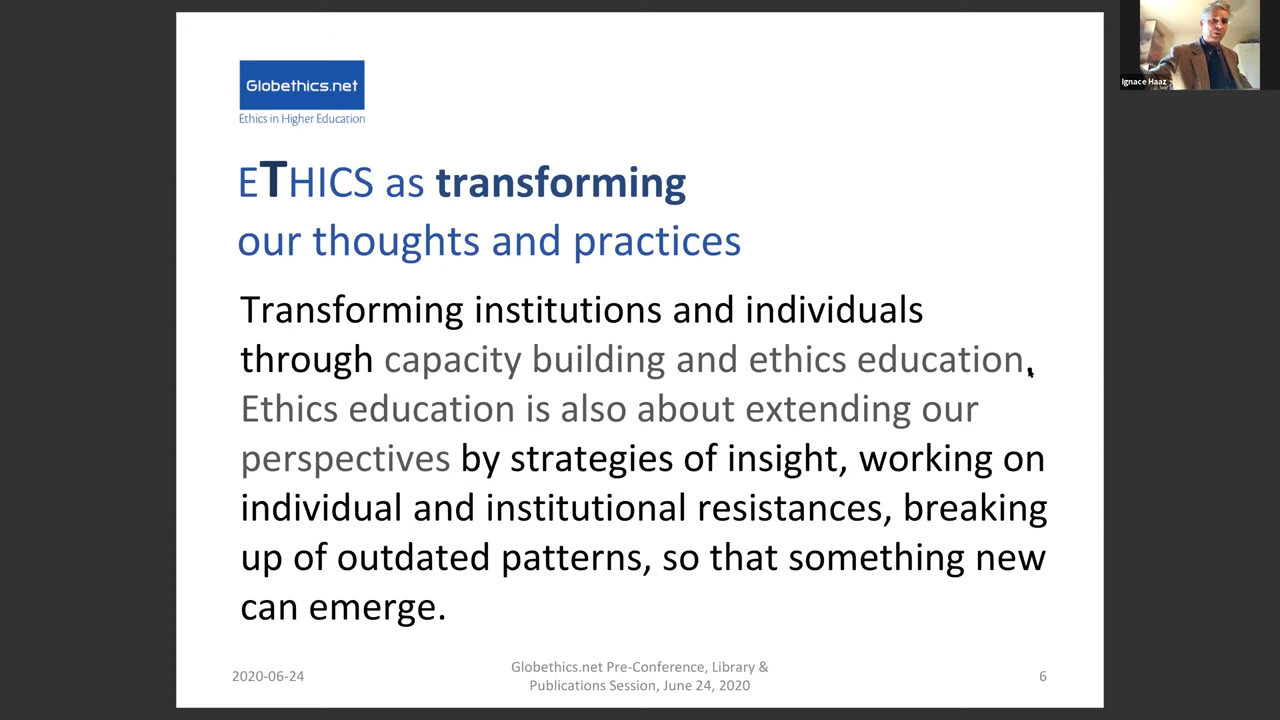 Globethics.net
Ethics in Higher Education
ETHICS as transforming
our thoughts and practices
Transforming institutions and individuals
through capacity building and ethics education,
Ethics education is also about extending our
perspectives by strategies of insight, working on
individual and institutional resistances, breaking
up of outdated patterns, so that something new
can emerge.
2020-06-24
Globethics.net Pre-Conference, Library &
Publications Session, June 24, 2020
6
Ignace Haaz